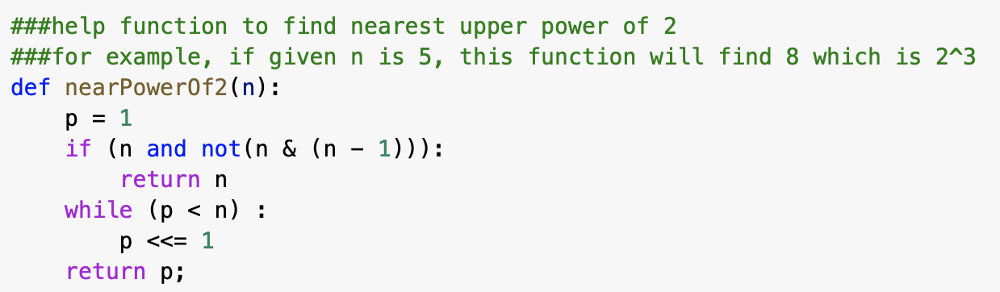 ###help function to find nearest upper power of 2
###for example, if given n is 5, this function will find 8 which is 2^3
def nearPowerOf2(n):
    p = 1
    if (n and not(n & (n - 1))):
        return n
    while (p < n) :
        p <<= 1
    return p;